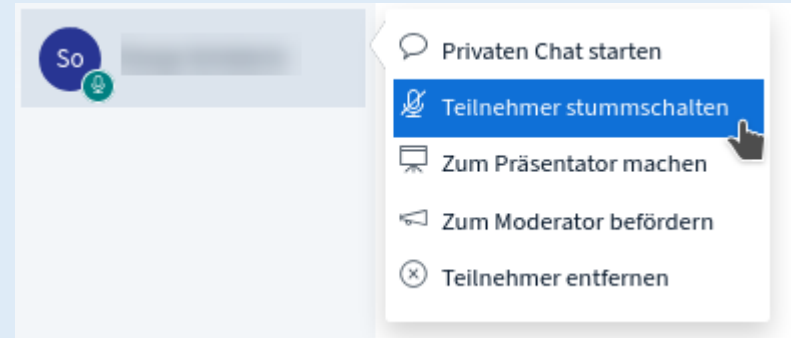 So
Privaten Chat starten
Teilnehmer stummschalten
Zum Präsentator machen
Zum Moderator befördern
Teilnehmer entfernen